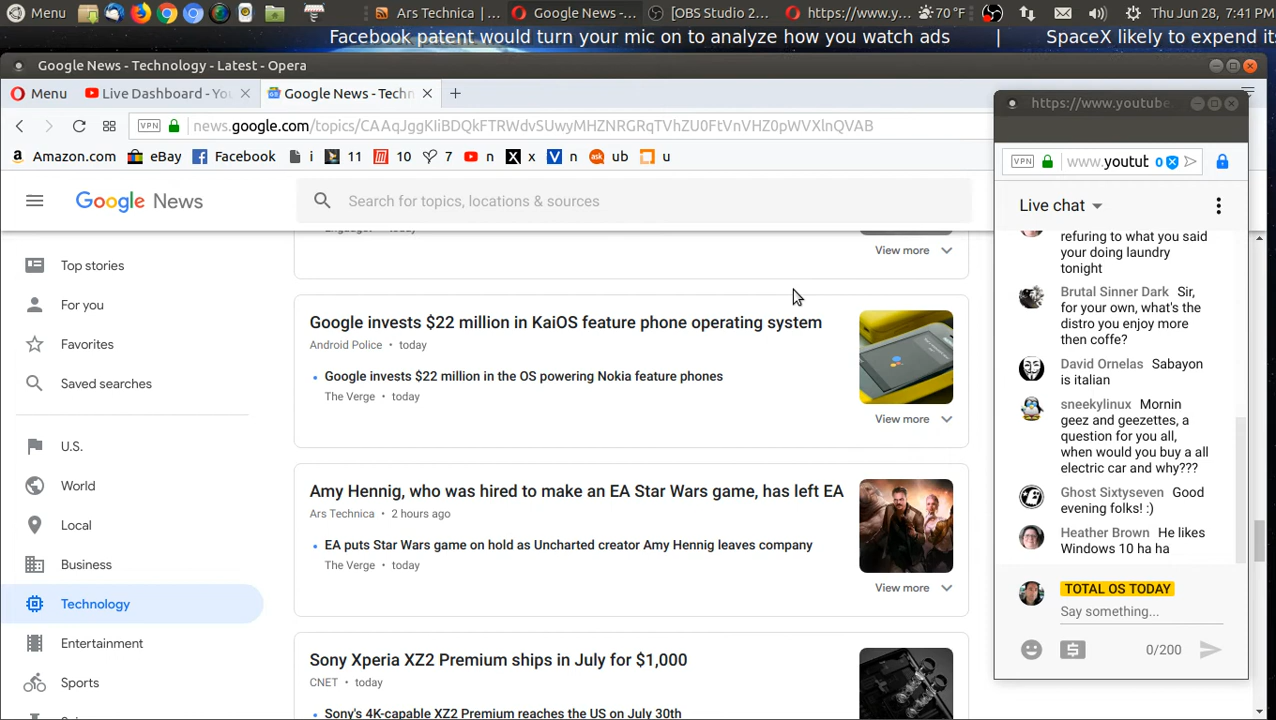 Menu
Ars Technica | ...
Google News -...
[OBS Studio 2...
https://www.y...
70 °F
Thu Jun 28, 7:41 PM
Facebook patent would turn your mic on to analyze how you watch ads | SpaceX likely to expend its
Google News - Technology - Latest - Opera
Menu
Live Dashboard - You
Google News - Techn
https://www.youtube.
VPN
news.google.com/topics/CAAqJggKIiBDQkFTRWdvSUwyMHZNRGRqTVhZU0FtVnVHZ0pWVXlnQVAB
Amazon.com
eBay
Facebook
i
11
10
7
n
x
n
ub
u
VPN
www.youtut
0
Google News
Search for topics, locations & sources
Live chat
Top stories
For you
Favorites
Saved searches
U.S.
World
Local
Business
Technology
Entertainment
Sports
Engadget • today
View more
Google invests $22 million in KaiOS feature phone operating system
Android Police • today
• Google invests $22 million in the OS powering Nokia feature phones
The Verge • today
View more
Amy Hennig, who was hired to make an EA Star Wars game, has left EA
Ars Technica • 2 hours ago
• EA puts Star Wars game on hold as Uncharted creator Amy Hennig leaves company
The Verge • today
View more
Sony Xperia XZ2 Premium ships in July for $1,000
CNET • today
• Sony's 4K-capable XZ2 Premium reaches the US on July 30th
refuring to what you said
your doing laundry
tonight
Brutal Sinner Dark Sir,
for your own, what's the
distro you enjoy more
then coffe?
David Ornelas Sabayon
is italian
sneekylinux Mornin
geez and geezettes, a
question for you all,
when would you buy a all
electric car and why???
Ghost Sixtyseven Good
evening folks! :)
Heather Brown He likes
Windows 10 ha ha
TOTAL OS TODAY
Say something...
0/200